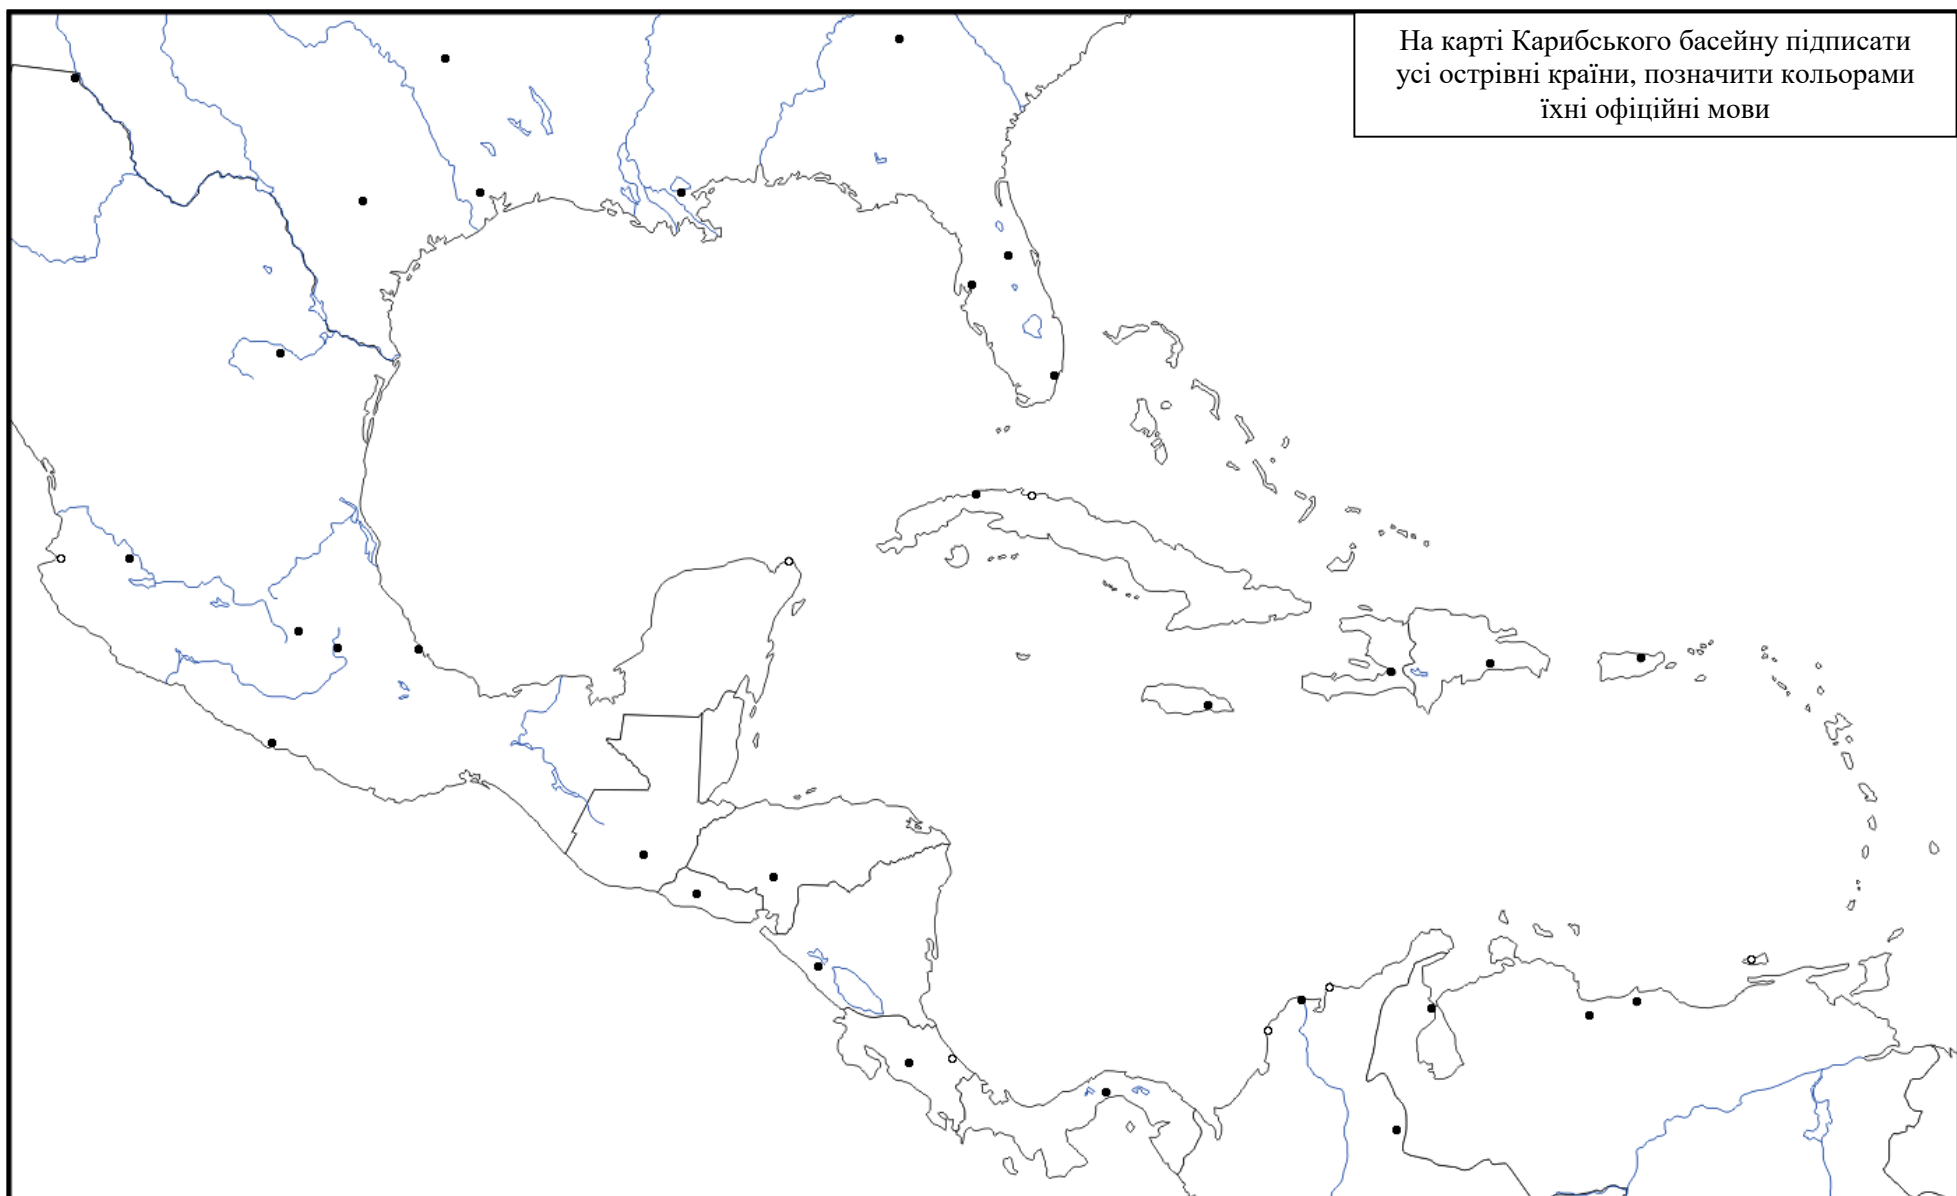 На карті Карибського басейну підписати
усі острівні країни, позначити кольорами
їхні офіційні мови